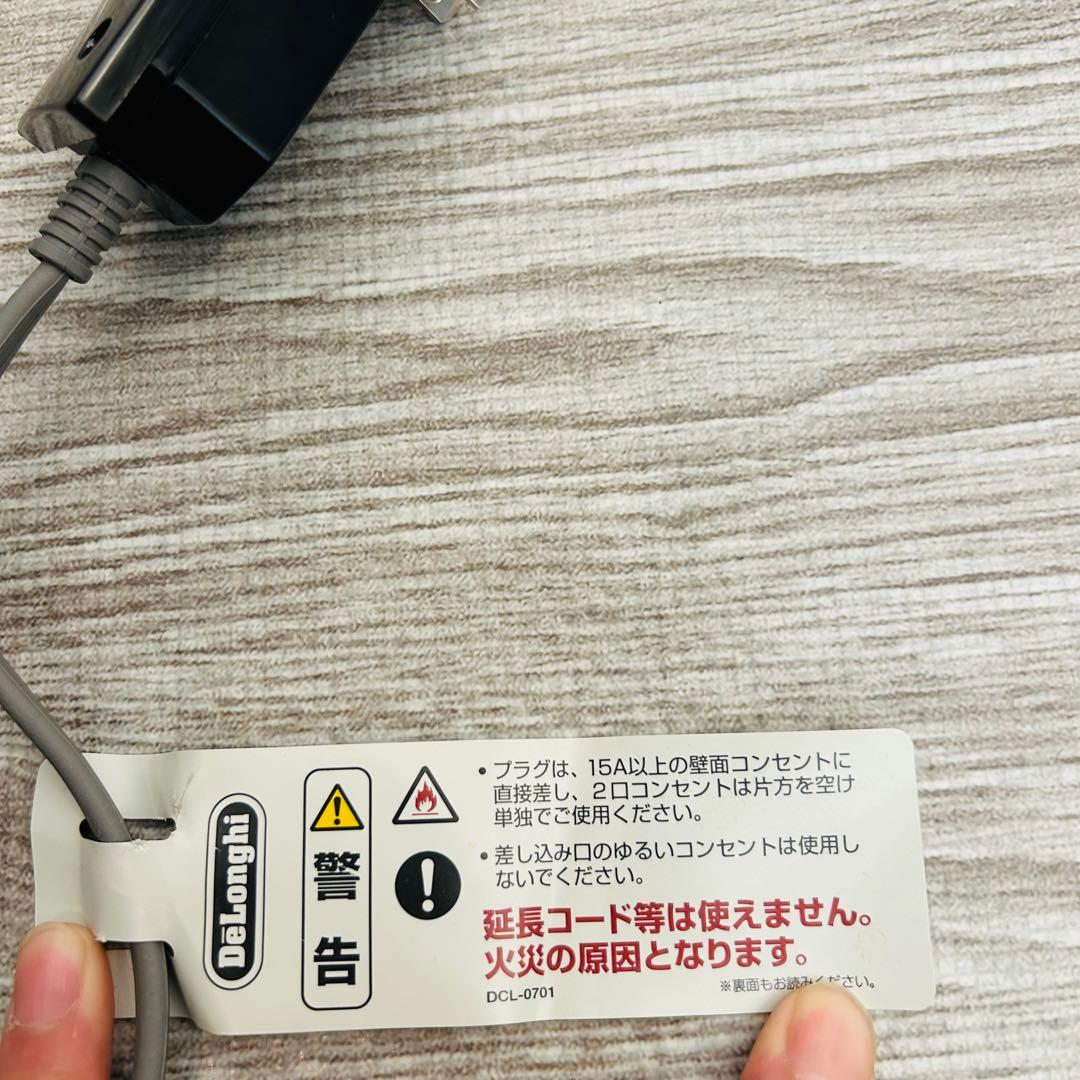 DeLonghi
警告
・プラグは、15A以上の壁面コンセントに
直接差し、2口コンセントは片方を空け
単独でご使用ください。
・差し込み口のゆるいコンセントは使用し
ないでください。
延長コード等は使えません。
火災の原因となります。
DCL-0701
※裏面もお読みください。